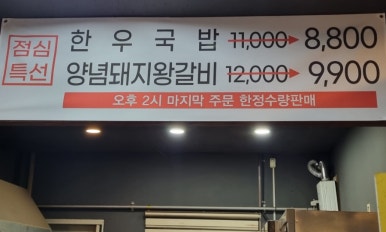 점심
특선
한우국밥 11,000 8,800
양념돼지왕갈비 12,000 9,900
오후 2시 마지막 주문 한정수량판매